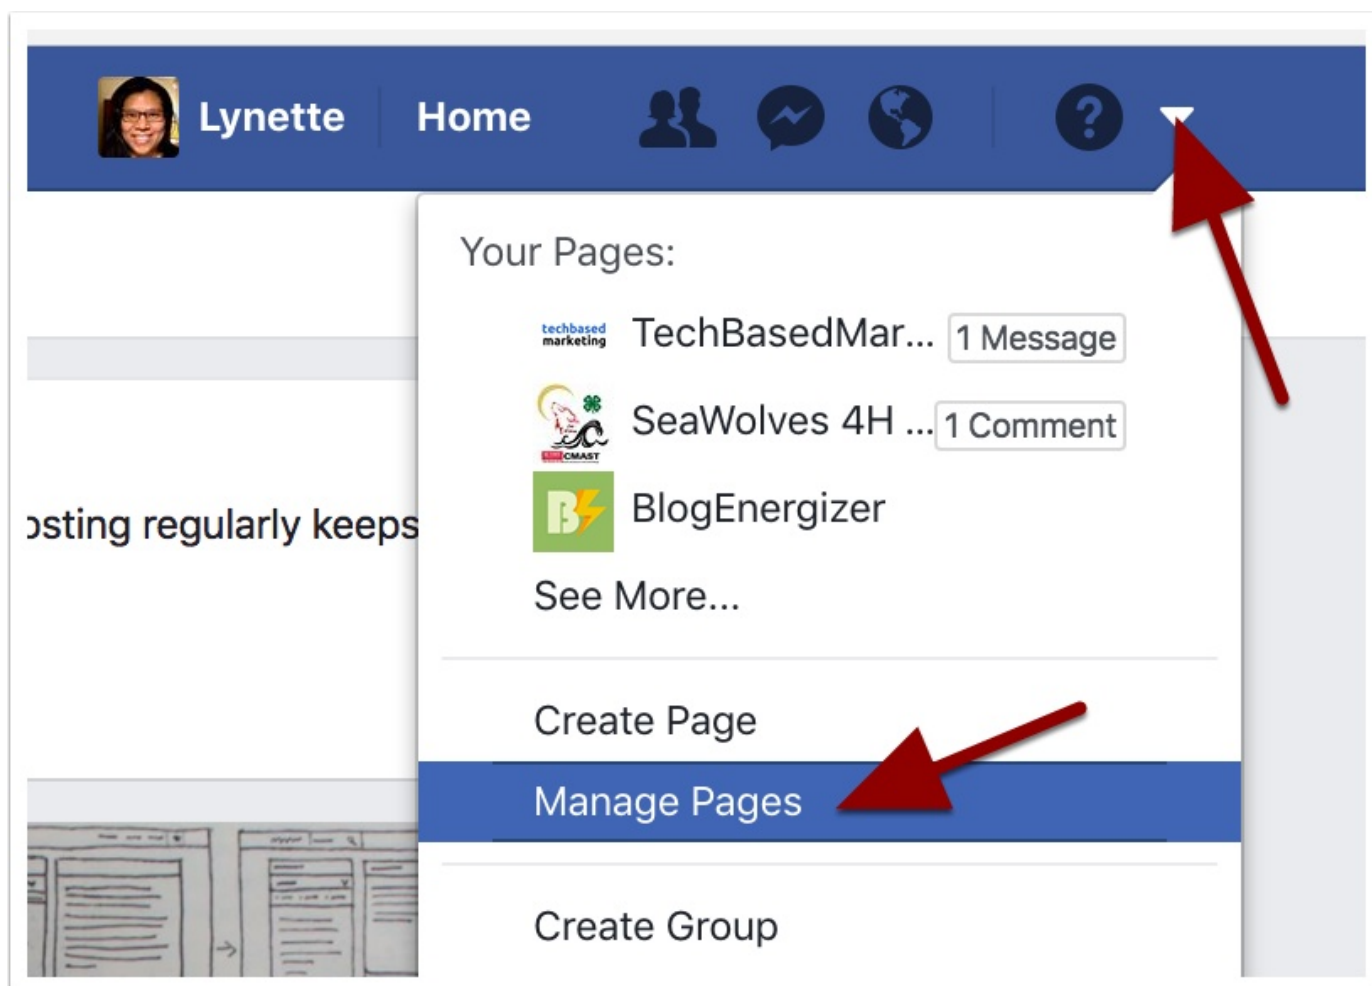 Lynette
Home
?
Your Pages:
techbased
marketing
TechBasedMar... 1 Message
SeaWolves 4H ... 1 Comment
CMAST
B
BlogEnergizer
See More...
osting regularly keeps
Create Page
Manage Pages
Create Group